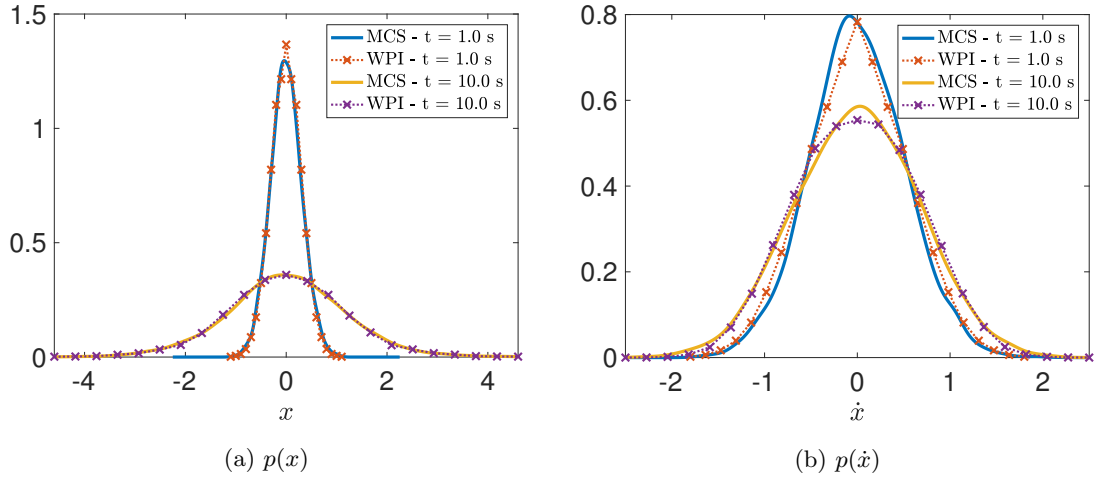 1.5
1
0.5
0
-4
-2
0
2
4
x
MCS - t = 1.0 s
WPI - t = 1.0 s
MCS - t = 10.0 s
WPI - t = 10.0 s
(a) p(x)
0.8
0.6
0.4
0.2
0
-2
-1
0
1
2
ẋ
MCS - t = 1.0 s
WPI - t = 1.0 s
MCS - t = 10.0 s
WPI - t = 10.0 s
(b) p(ẋ)